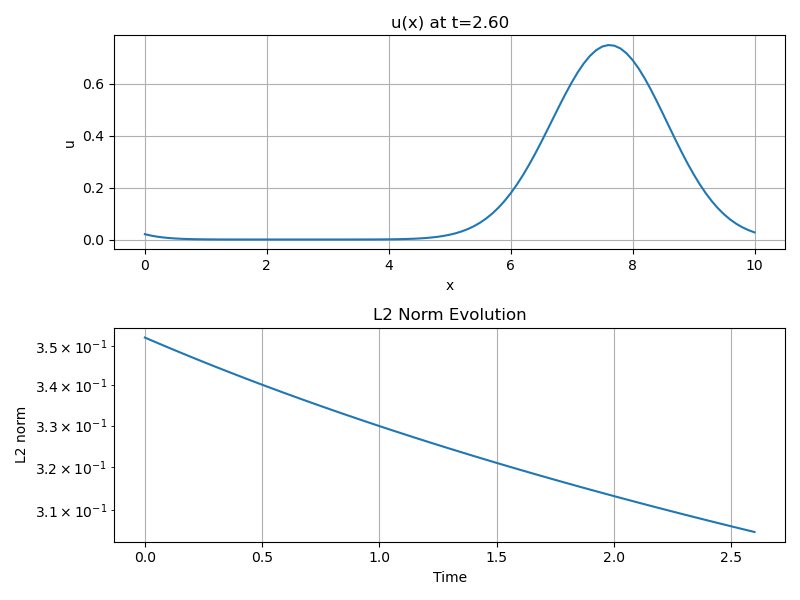 u(x) at t=2.60
u
0.6
0.4
0.2
0.0
0 2 4 6 8 10
x
L2 Norm Evolution
L2 norm
3.5 × 10⁻¹
3.4 × 10⁻¹
3.3 × 10⁻¹
3.2 × 10⁻¹
3.1 × 10⁻¹
0.0 0.5 1.0 1.5 2.0 2.5
Time